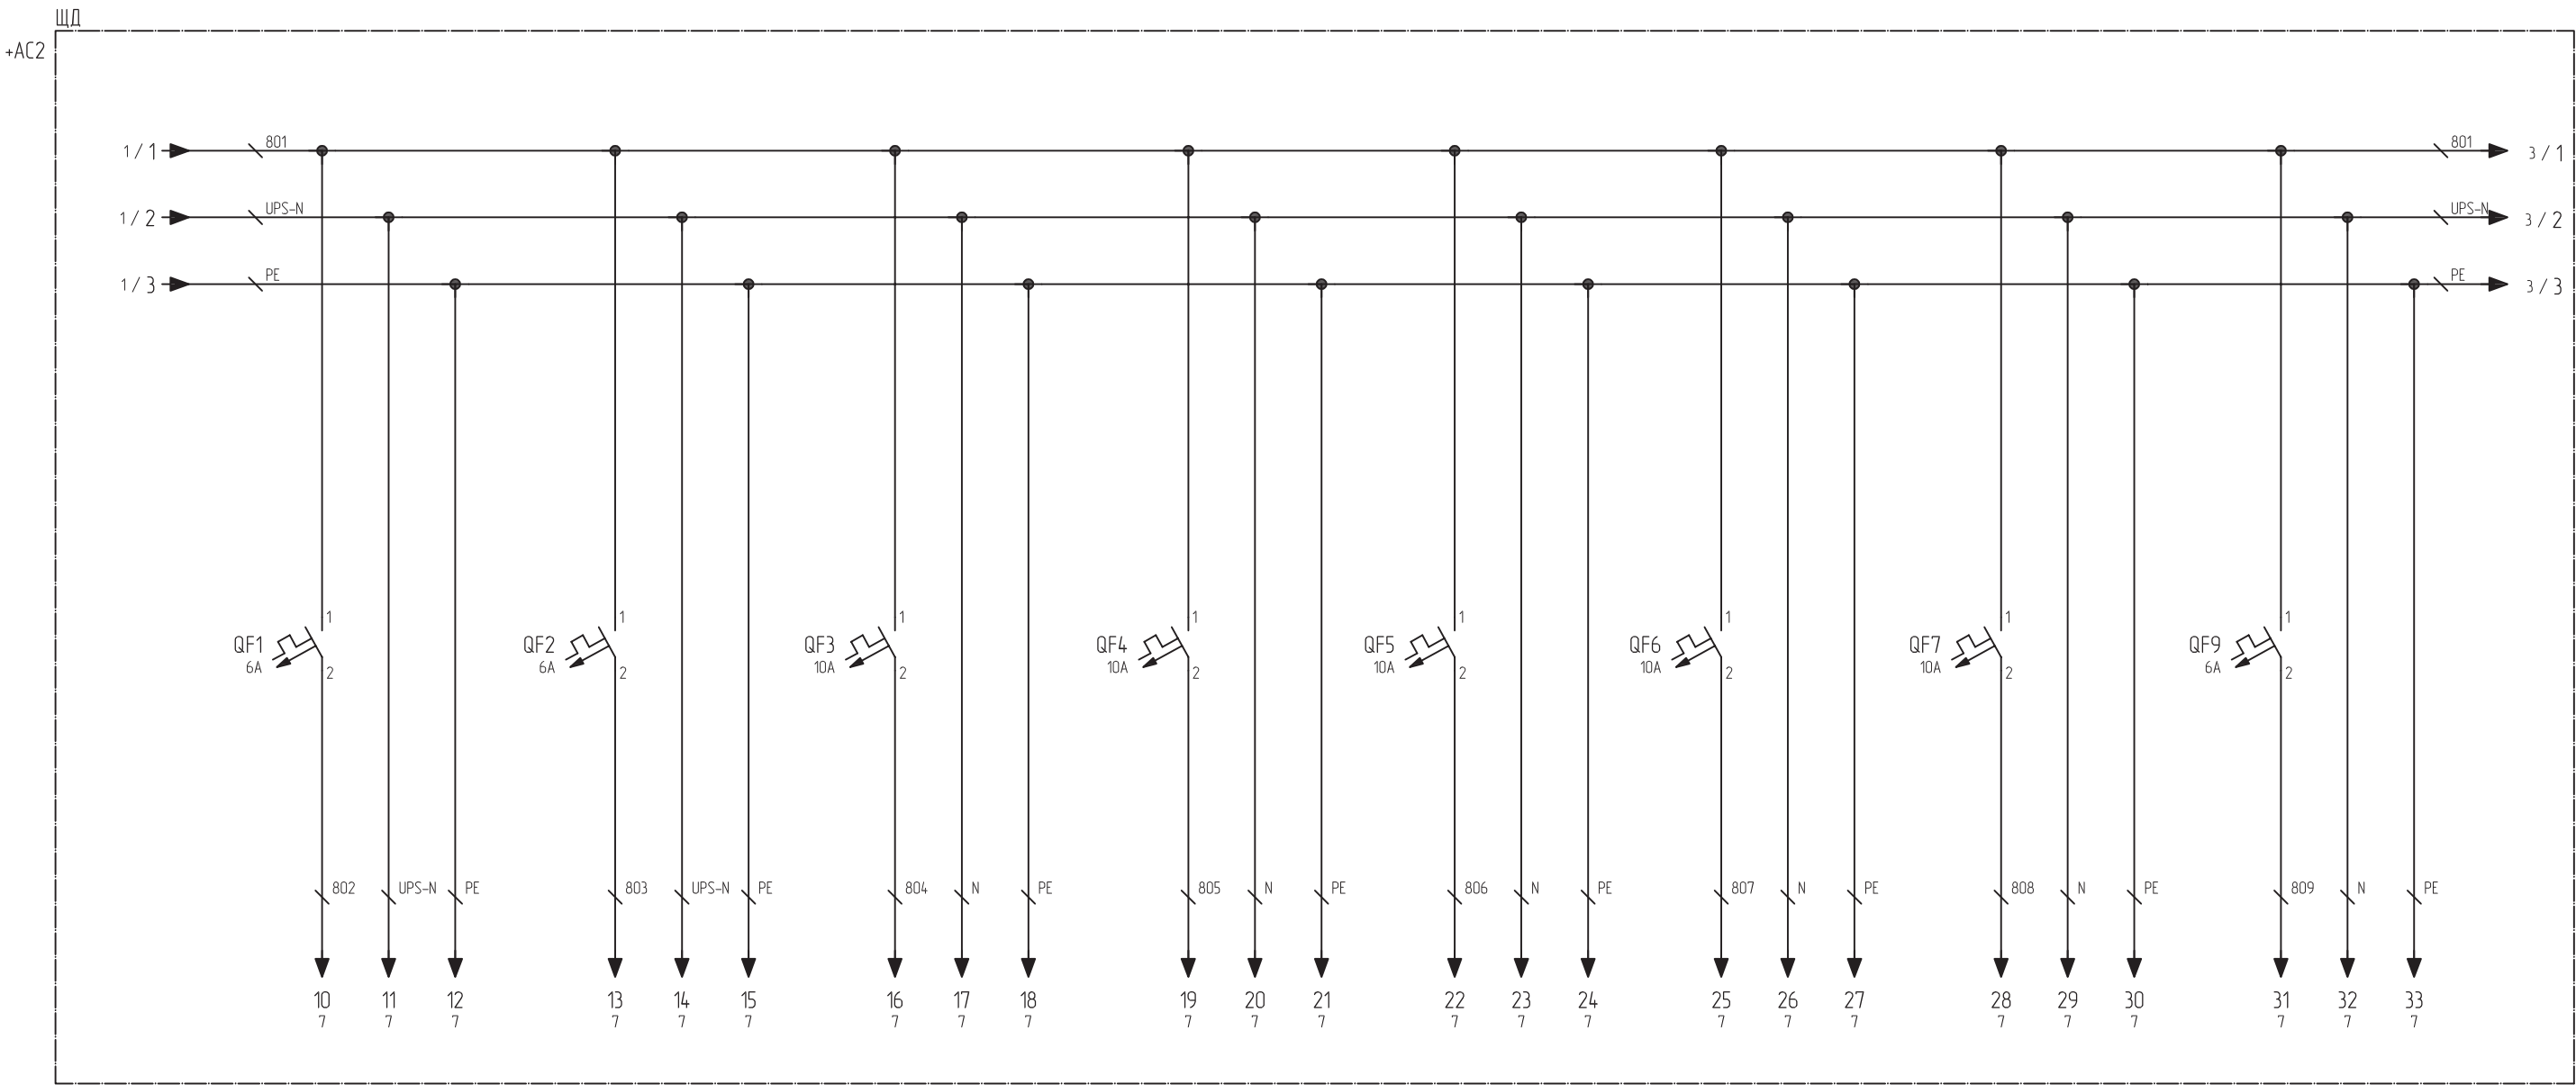 ЩД
+AC2
1 / 1 801 801 3 / 1
1 / 2 UPS-N UPS-N 3 / 2
1 / 3 PE PE 3 / 3
1 1 1 1 1 1 1 1
QF1 QF2 QF3 QF4 QF5 QF6 QF7 QF9
6A 6A 10A 10A 10A 10A 10A 6A
2 2 2 2 2 2 2 2
802 UPS-N PE 803 UPS-N PE 804 N PE 805 N PE 806 N PE 807 N PE 808 N PE 809 N PE
10 11 12 13 14 15 16 17 18 19 20 21 22 23 24 25 26 27 28 29 30 31 32 33
7 7 7 7 7 7 7 7 7 7 7 7 7 7 7 7 7 7 7 7 7 7 7 7